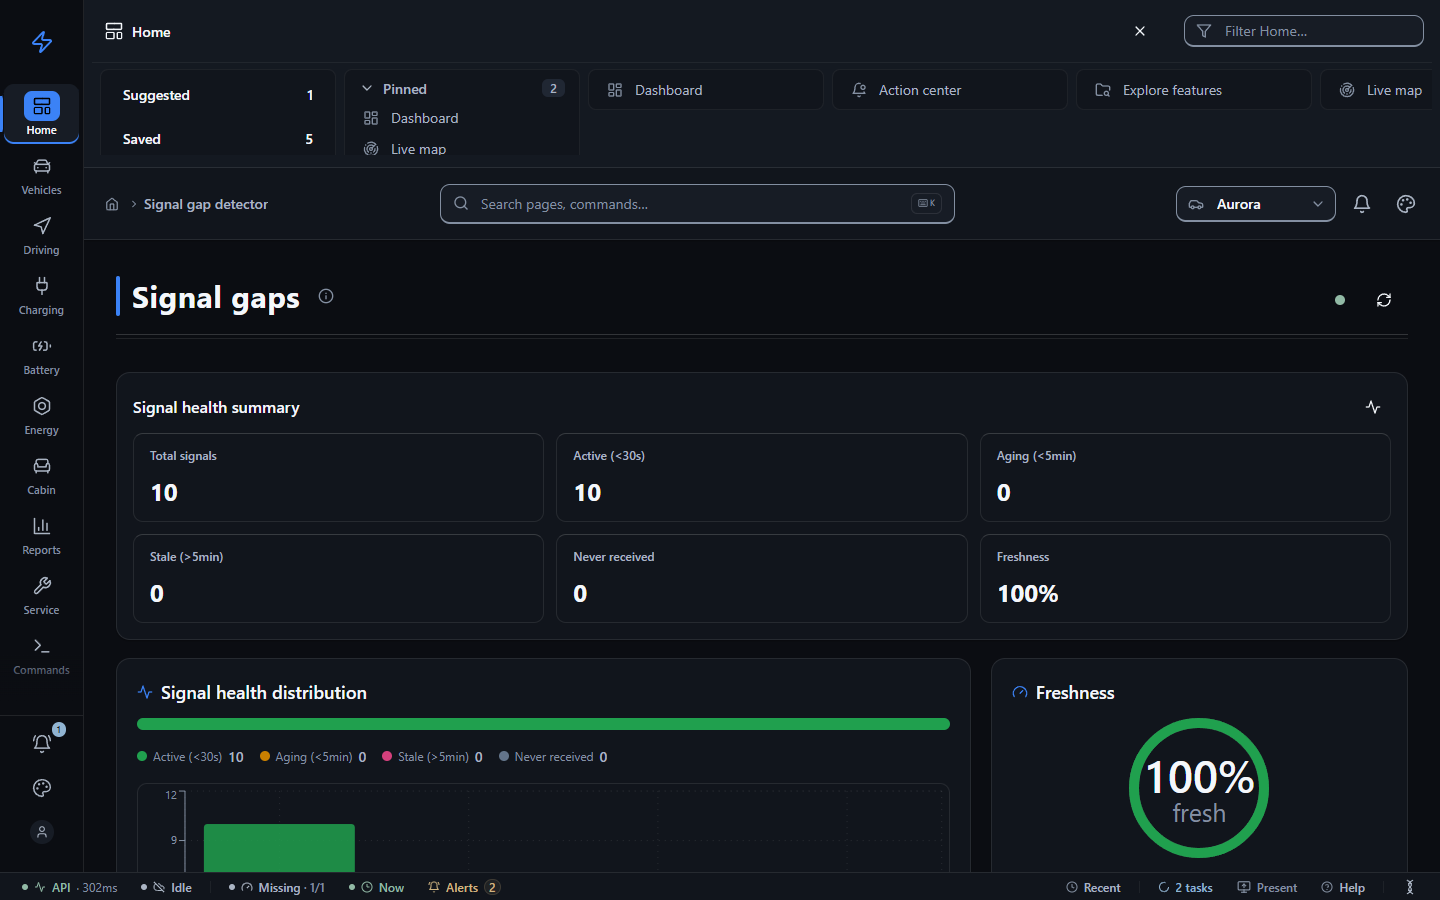 Home
Filter Home...
Suggested 1
Saved 5
Pinned 2
Dashboard
Live map
Dashboard
Action center
Explore features
Live map
Home
Vehicles
Driving
Charging
Battery
Energy
Cabin
Reports
Service
Commands
1
Signal gap detector
Search pages, commands...
K
Aurora
Signal gaps
Signal health summary
Total signals
10
Active (<30s)
10
Aging (<5min)
0
Stale (>5min)
0
Never received
0
Freshness
100%
Signal health distribution
Active (<30s) 10 Aging (<5min) 0 Stale (>5min) 0 Never received 0
12
9
Freshness
100%
fresh
API · 302ms
Idle
Missing · 1/1
Now
Alerts 2
Recent
2 tasks
Present
Help